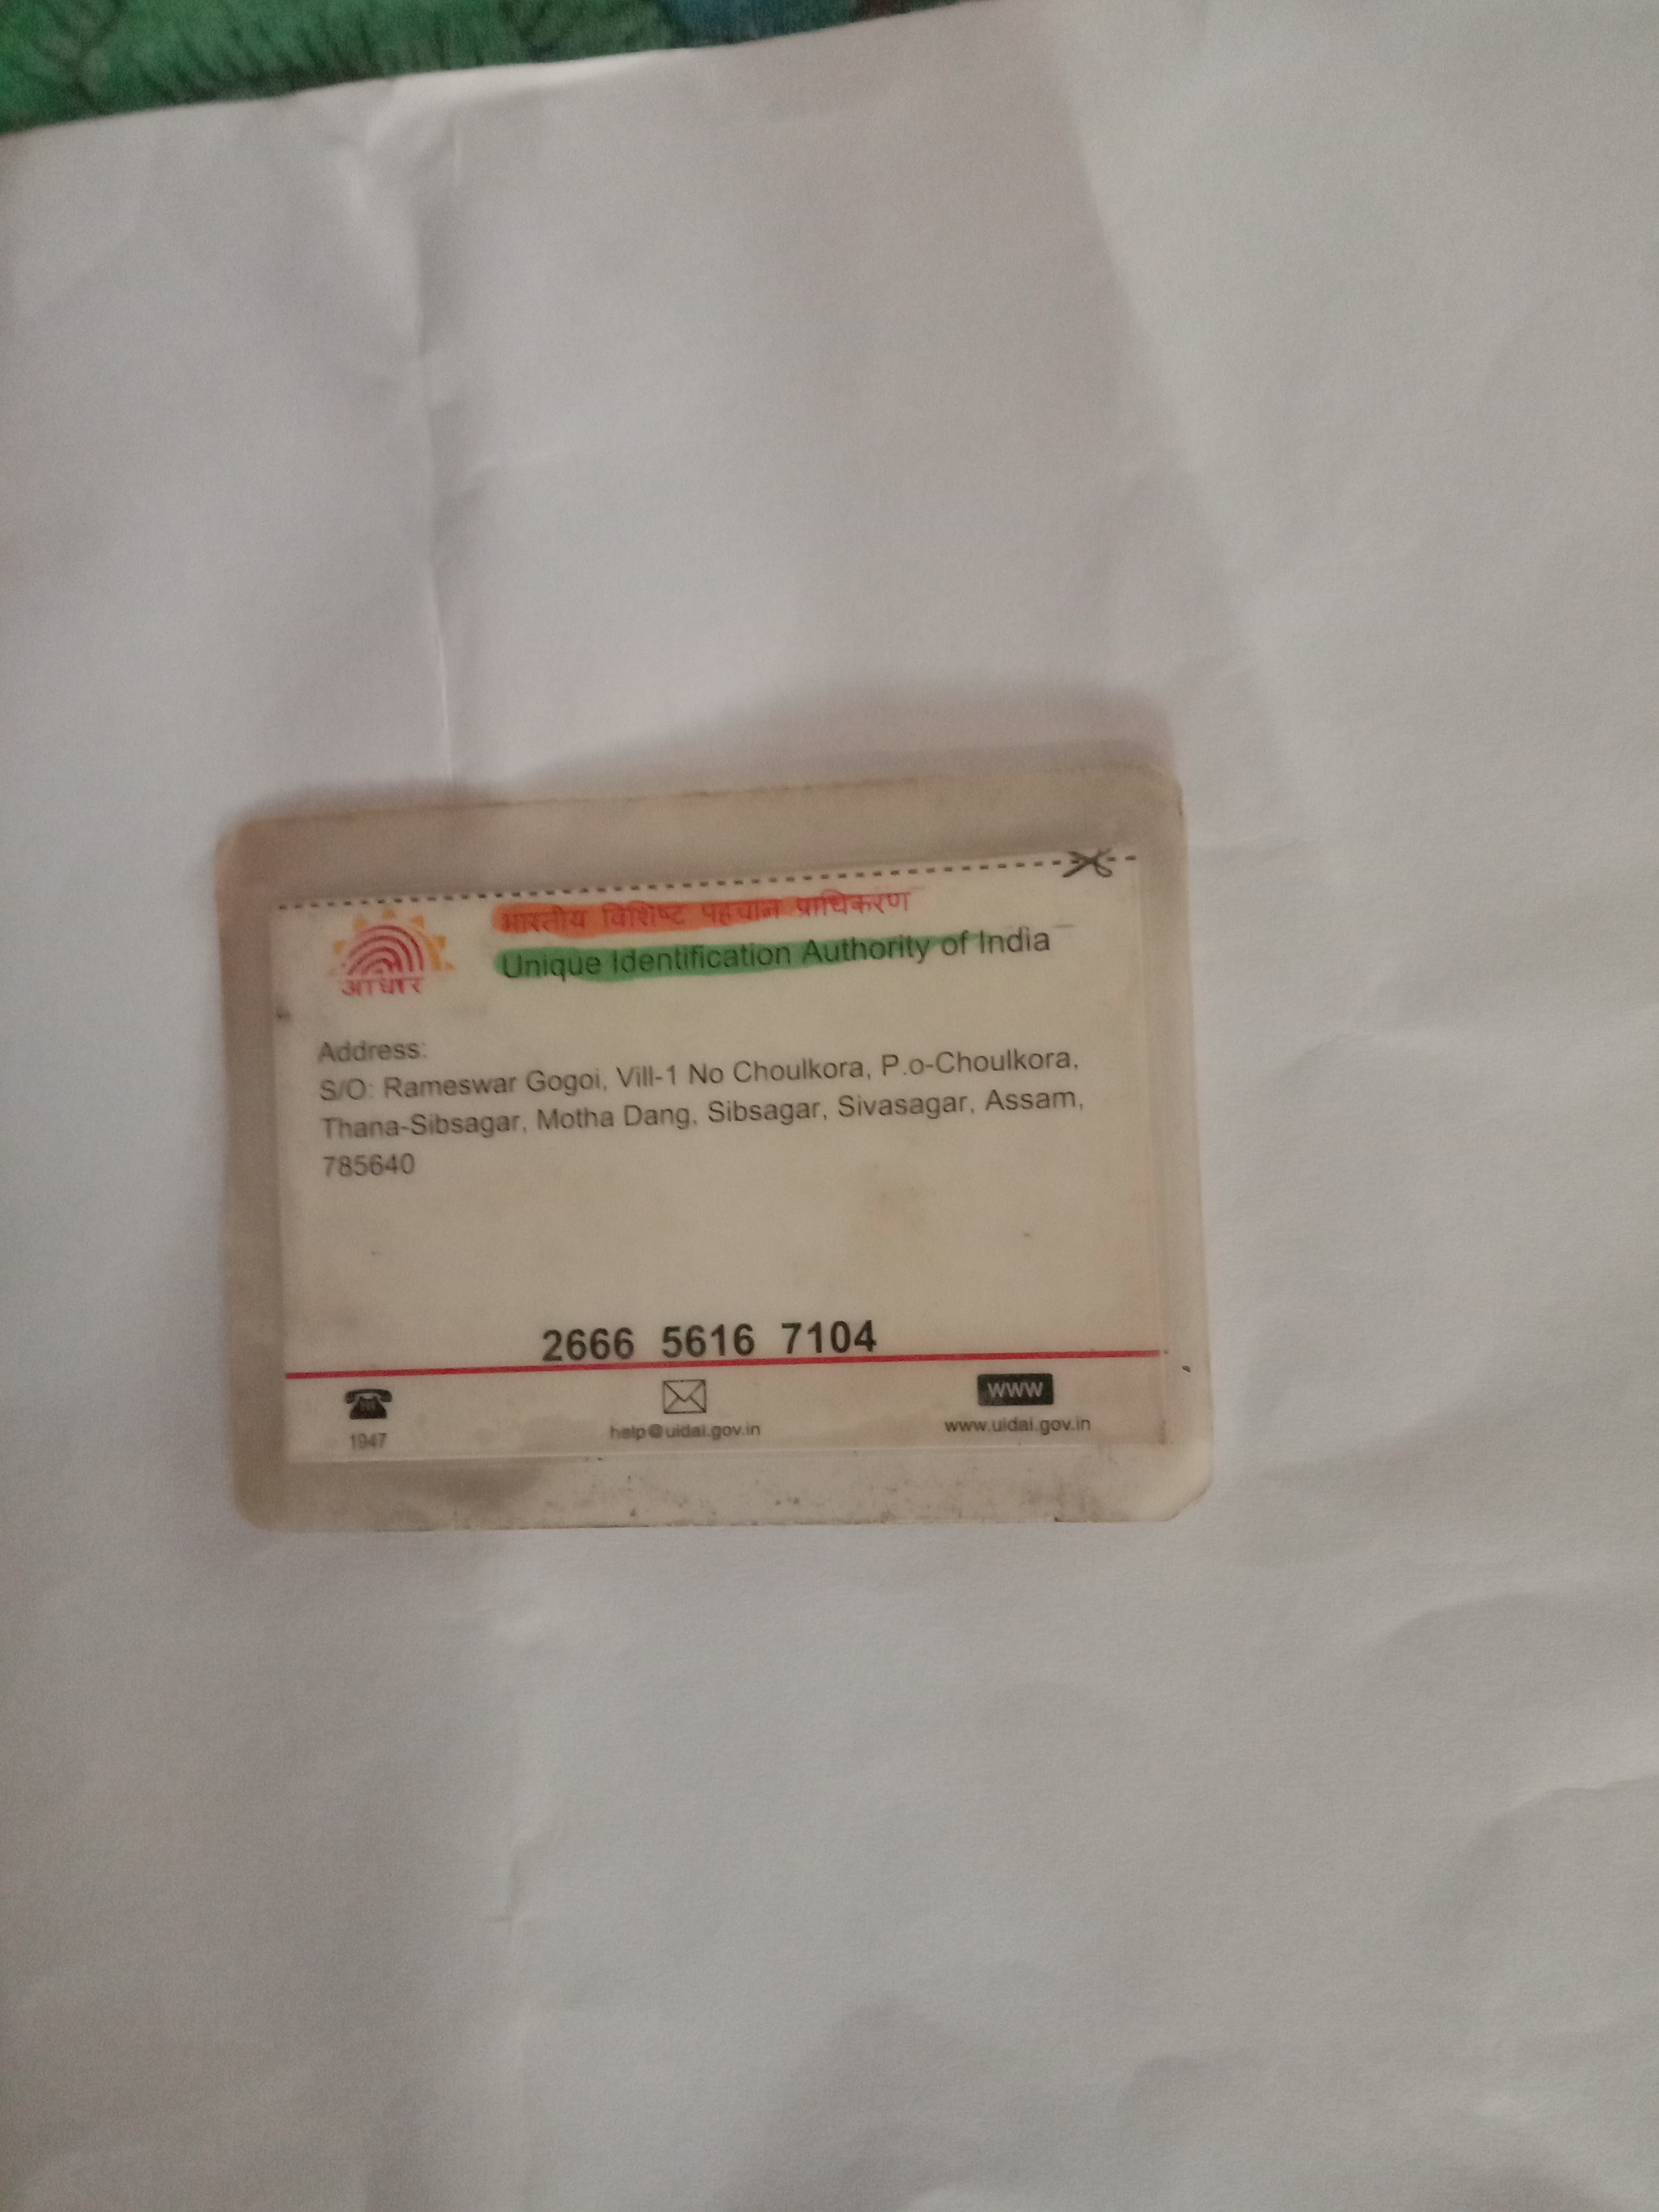 भारतीय विशिष्ट पहचान प्राधिकरण
Unique Identification Authority of India
आधार
Address:
S/O: Rameswar Gogoi, Vill-1 No Choulkora, P.o-Choulkora,
Thana-Sibsagar, Motha Dang, Sibsagar, Sivasagar, Assam,
785640
2666 5616 7104
1947
help@uidai.gov.in
www
www.uidai.gov.in